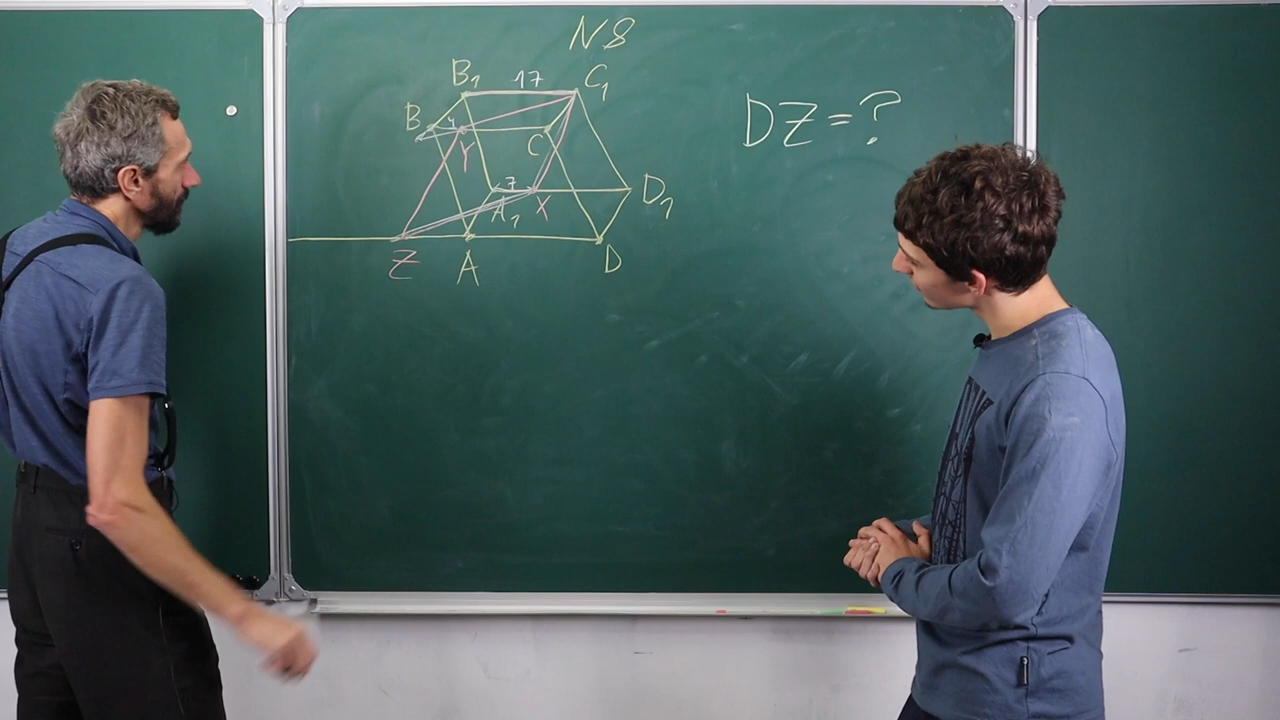 N8
B₁ 17 C₁
DZ=?
B 4 Y C
7
A₁ X D₁
Z A D